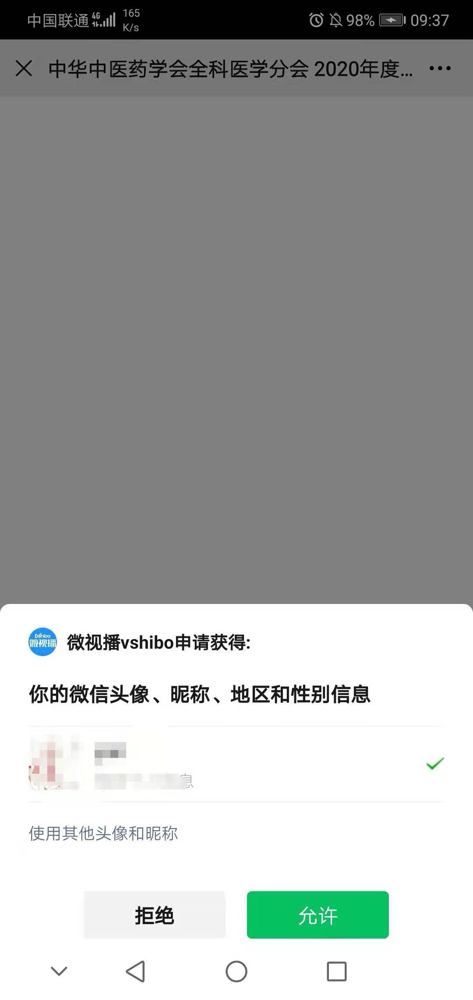 中国联通 4G 165 K/s 98% 09:37
中华中医药学会全科医学分会 2020年度...
vshibo
微视播
微视播vshibo申请获得:
你的微信头像、昵称、地区和性别信息
息
使用其他头像和昵称
拒绝 允许